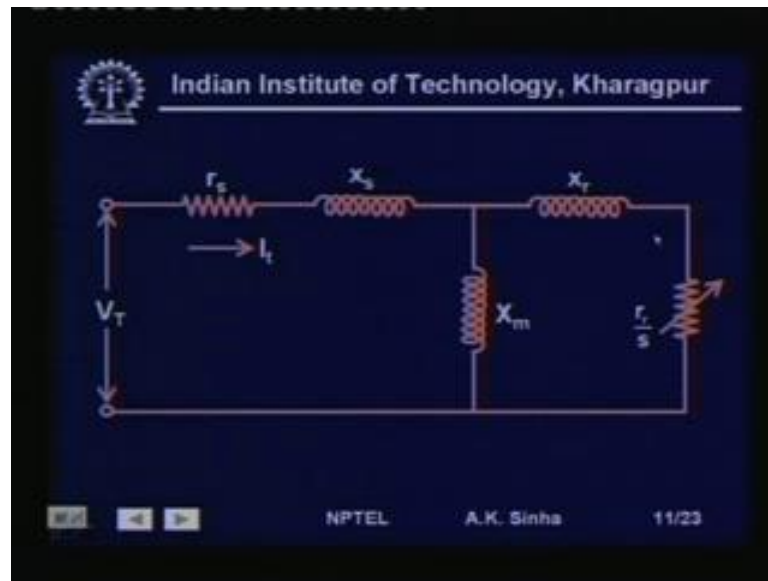 Indian Institute of Technology, Kharagpur
rs
Xs
Xr
It
VT
Xm
rr
s
NPTEL A.K. Sinha 11/23